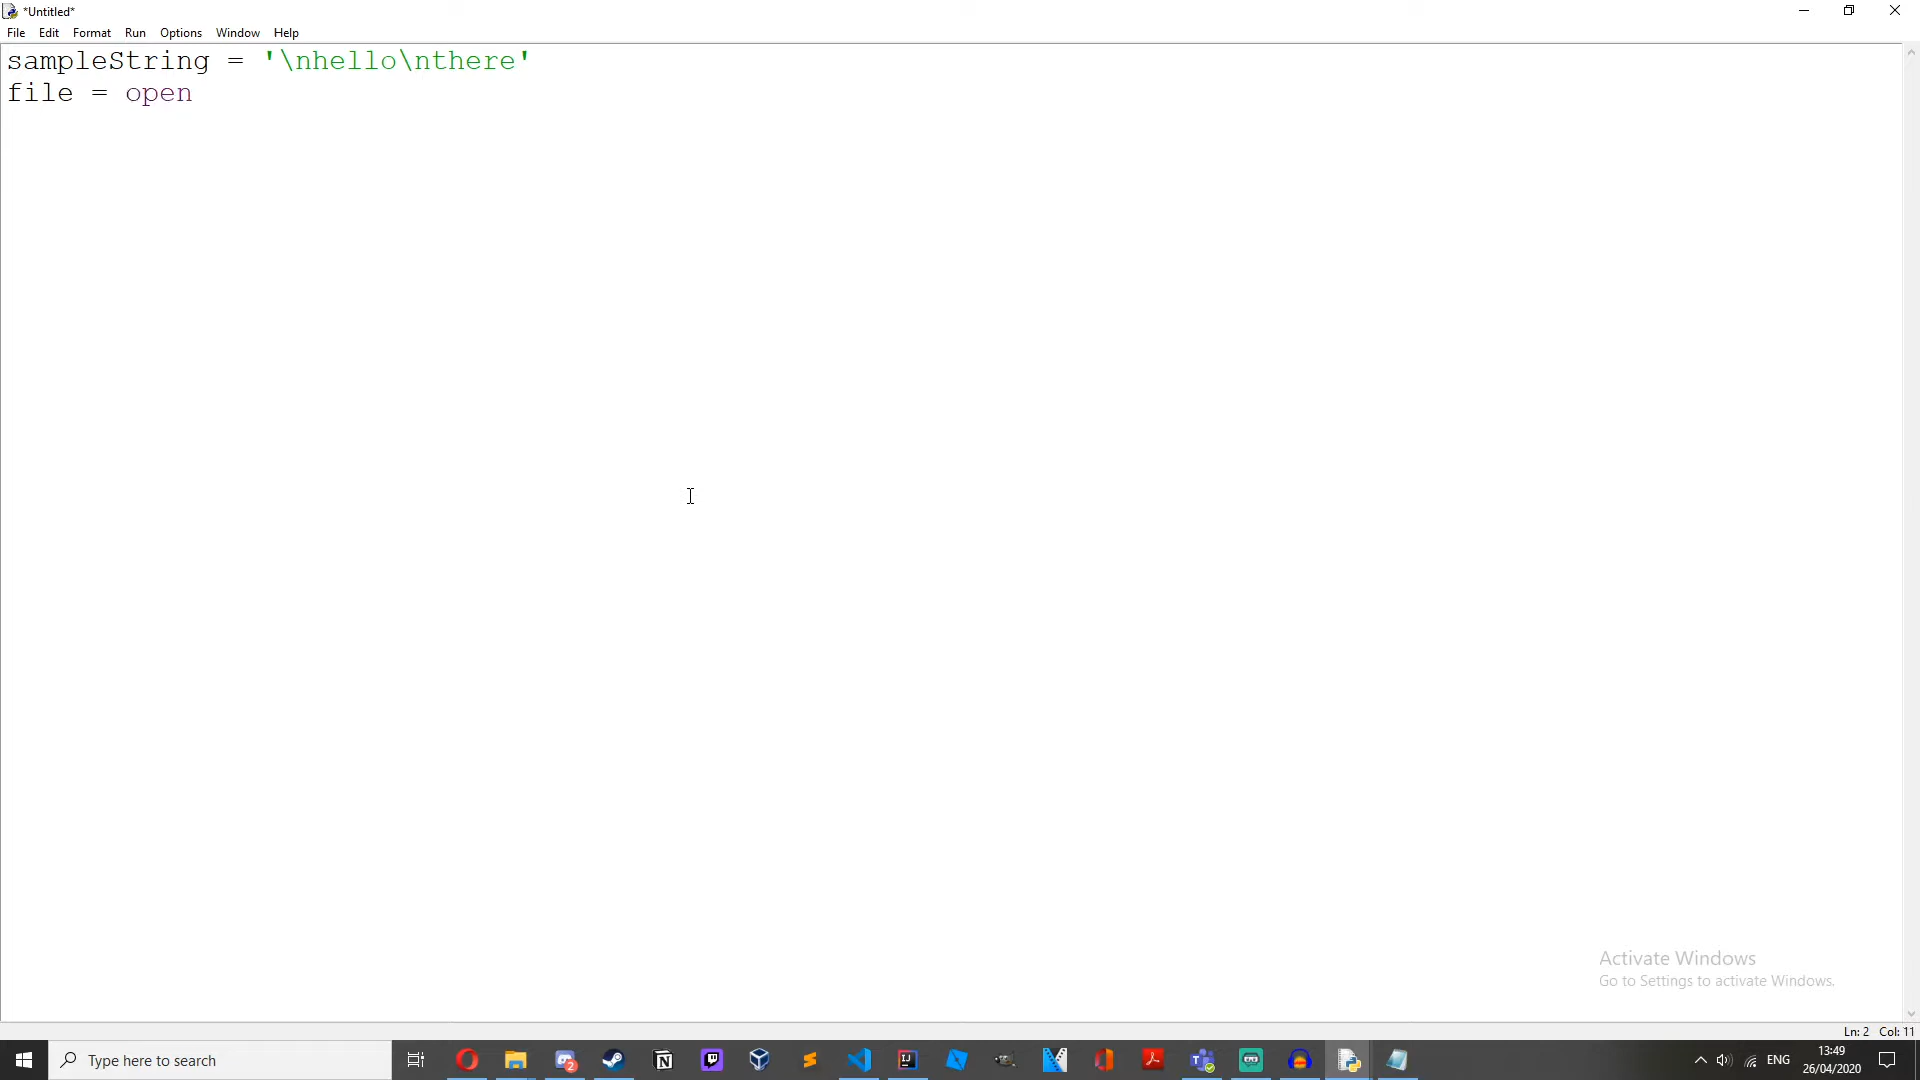 *Untitled*
File Edit Format Run Options Window Help
sampleString = '\nhello\nthere'
file = open
Activate Windows
Go to Settings to activate Windows.
Ln: 2 Col: 11
Type here to search
2
ENG
13:49
26/04/2020